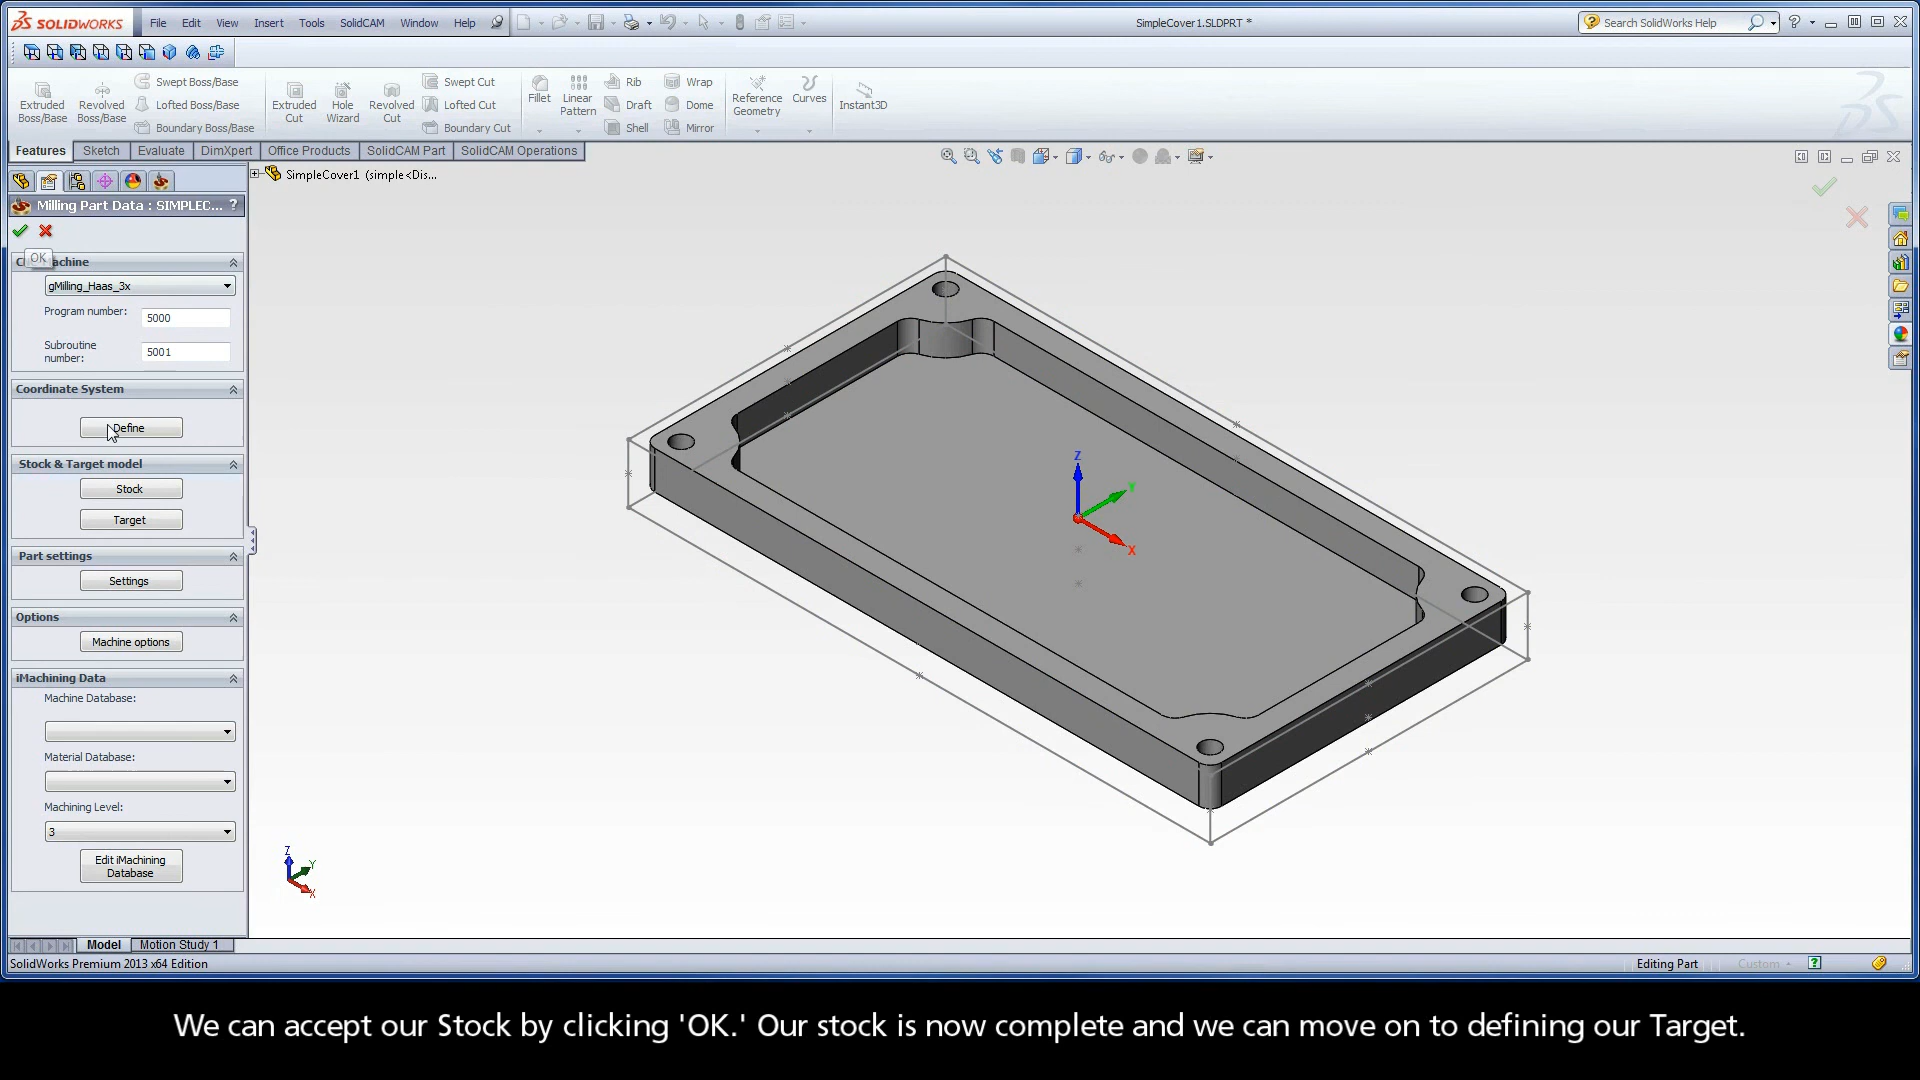 SOLIDWORKS
File Edit View Insert Tools SolidCAM Window Help
SimpleCover1.SLDPRT *
Search SolidWorks Help
Extruded Boss/Base
Revolved Boss/Base
Swept Boss/Base
Lofted Boss/Base
Boundary Boss/Base
Extruded Cut
Hole Wizard
Revolved Cut
Swept Cut
Lofted Cut
Boundary Cut
Fillet
Linear Pattern
Rib
Draft
Shell
Wrap
Dome
Mirror
Reference Geometry
Curves
Instant3D
Features Sketch Evaluate DimXpert Office Products SolidCAM Part SolidCAM Operations
SimpleCover1 (simple<Dis...
Milling Part Data : SIMPLEC... ?
OK
gMilling_Haas_3x
Program number: 5000
Subroutine number: 5001
Coordinate System
Define
Stock & Target model
Stock
Target
Part settings
Settings
Options
Machine options
iMachining Data
Machine Database:
Material Database:
Machining Level:
3
Edit iMachining Database
Z
Y
X
Z
Y
X
Model Motion Study 1
SolidWorks Premium 2013 x64 Edition
Editing Part
Custom
We can accept our Stock by clicking 'OK.' Our stock is now complete and we can move on to defining our Target.